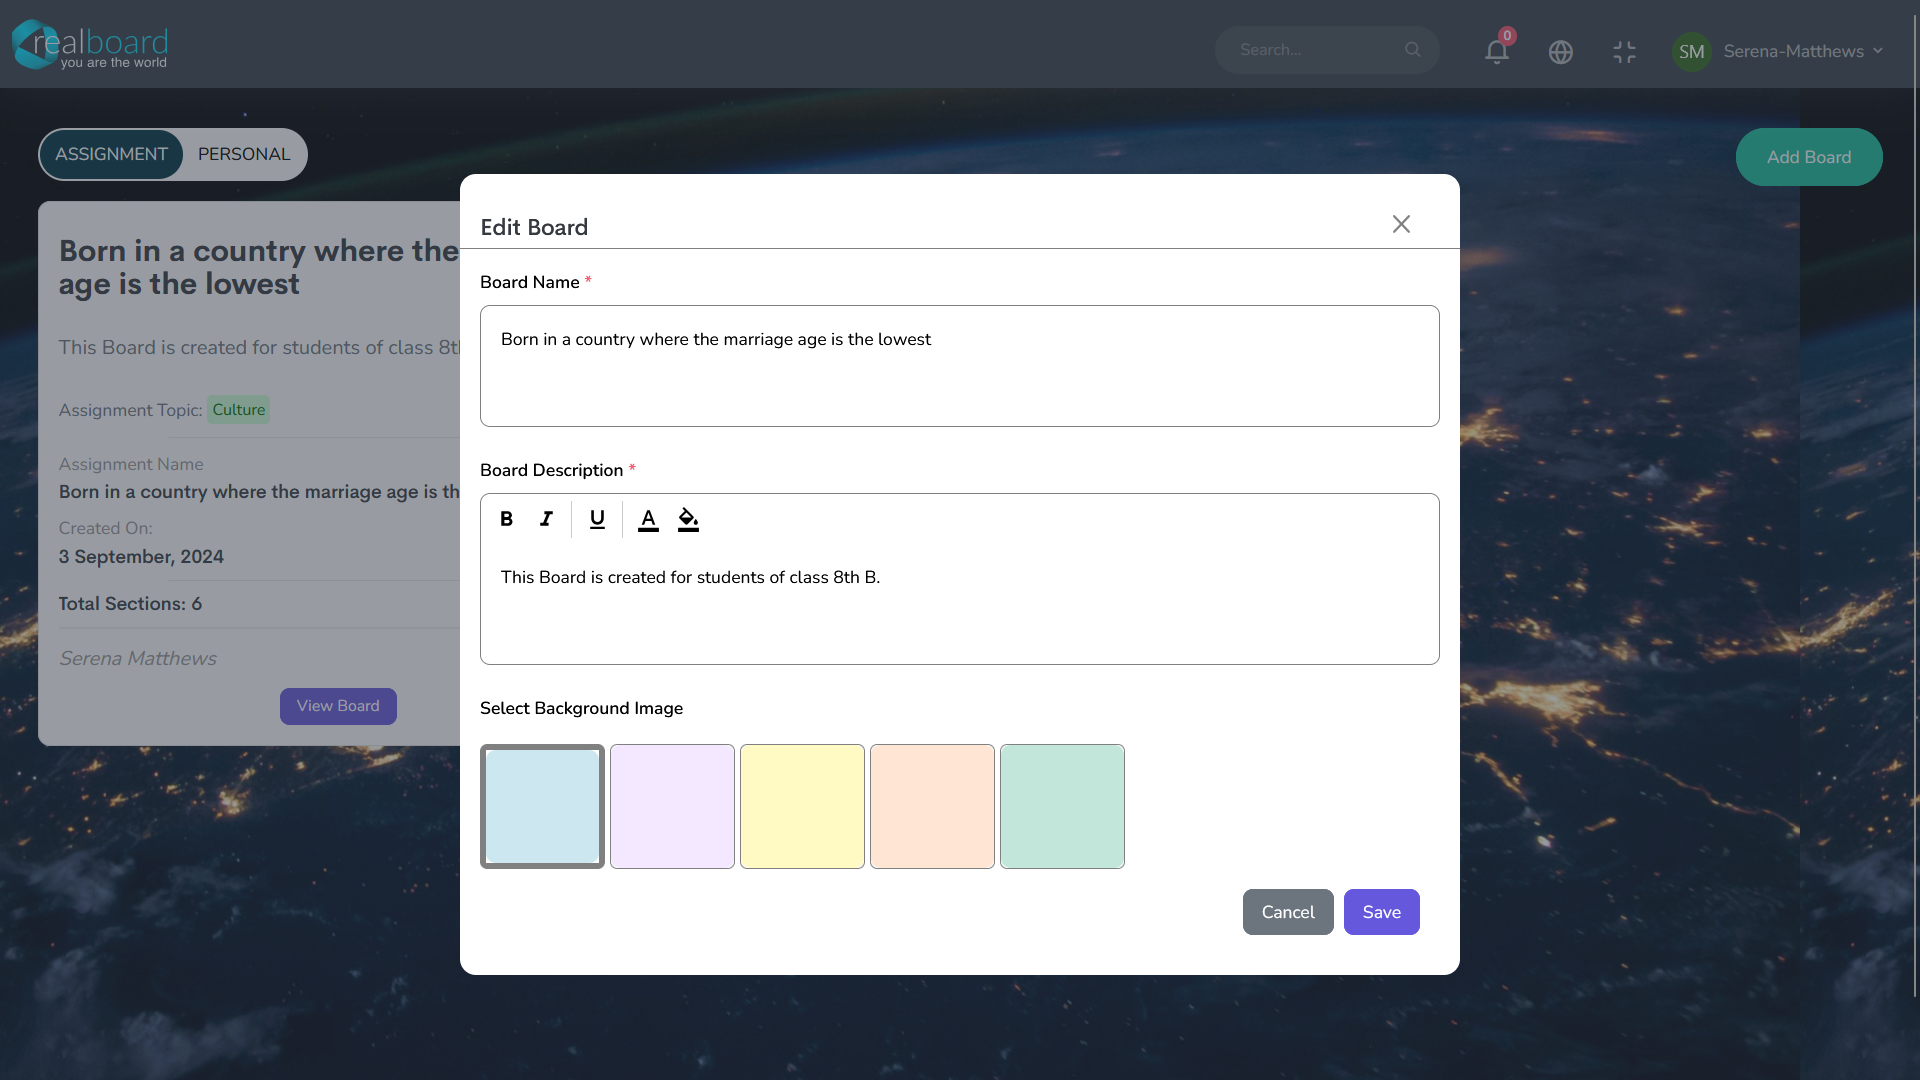 realboard
you are the world
Search...
0
SM
Serena-Matthews
ASSIGNMENT
PERSONAL
Add Board
Born in a country where the
age is the lowest
This Board is created for students of class 8th
Assignment Topic: Culture
Assignment Name
Born in a country where the marriage age is th
Created On:
3 September, 2024
Total Sections: 6
Serena Matthews
View Board
Edit Board
Board Name *
Born in a country where the marriage age is the lowest
Board Description *
B I U A
This Board is created for students of class 8th B.
Select Background Image
Cancel
Save